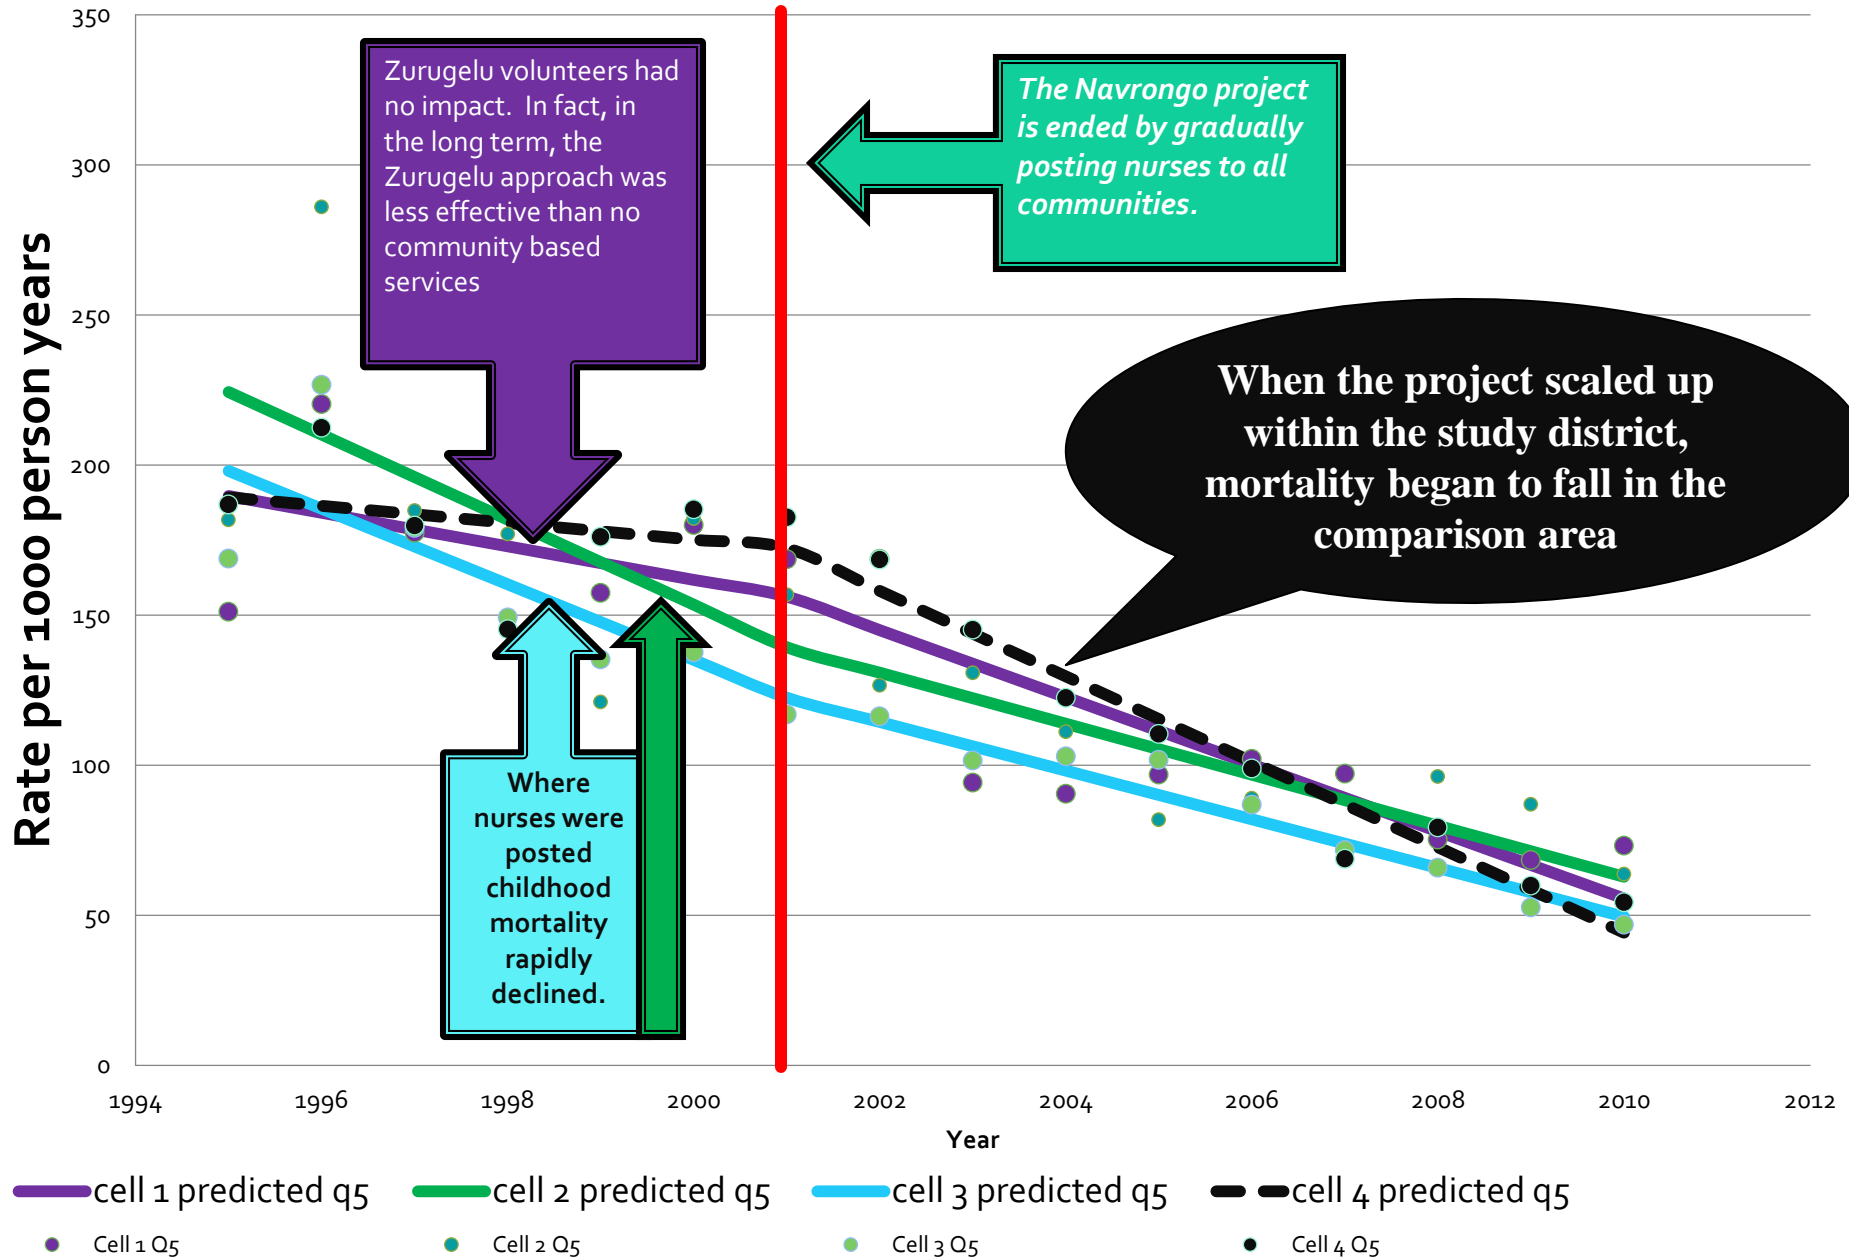 350
300
250
200
150
100
50
0
Rate per 1000 person years
Zurugelu volunteers had
no impact. In fact, in
the long term, the
Zurugelu approach was
less effective than no
community based
services
The Navrongo project
is ended by gradually
posting nurses to all
communities.
When the project scaled up
within the study district,
mortality began to fall in the
comparison area
Where
nurses were
posted
childhood
mortality
rapidly
declined.
1994
1996
1998
2000
2002
2004
2006
2008
2010
2012
Year
cell 1 predicted q5
cell 2 predicted q5
cell 3 predicted q5
cell 4 predicted q5
Cell 1 Q5
Cell 2 Q5
Cell 3 Q5
Cell 4 Q5